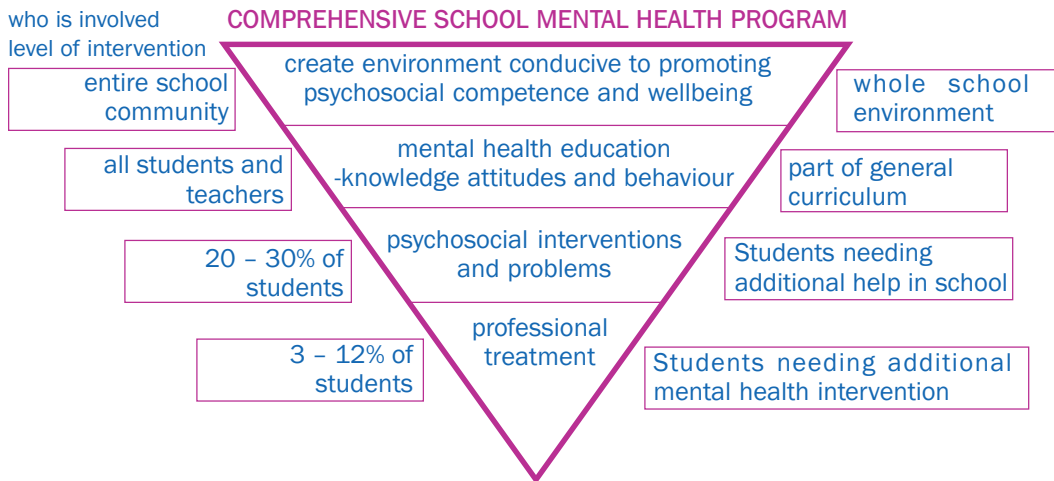 who is involved
level of intervention
COMPREHENSIVE SCHOOL MENTAL HEALTH PROGRAM
entire school
community
create environment conducive to promoting
psychosocial competence and wellbeing
whole school
environment
all students and
teachers
mental health education
-knowledge attitudes and behaviour
part of general
curriculum
20 – 30% of
students
psychosocial interventions
and problems
Students needing
additional help in school
3 – 12% of
students
professional
treatment
Students needing additional
mental health intervention